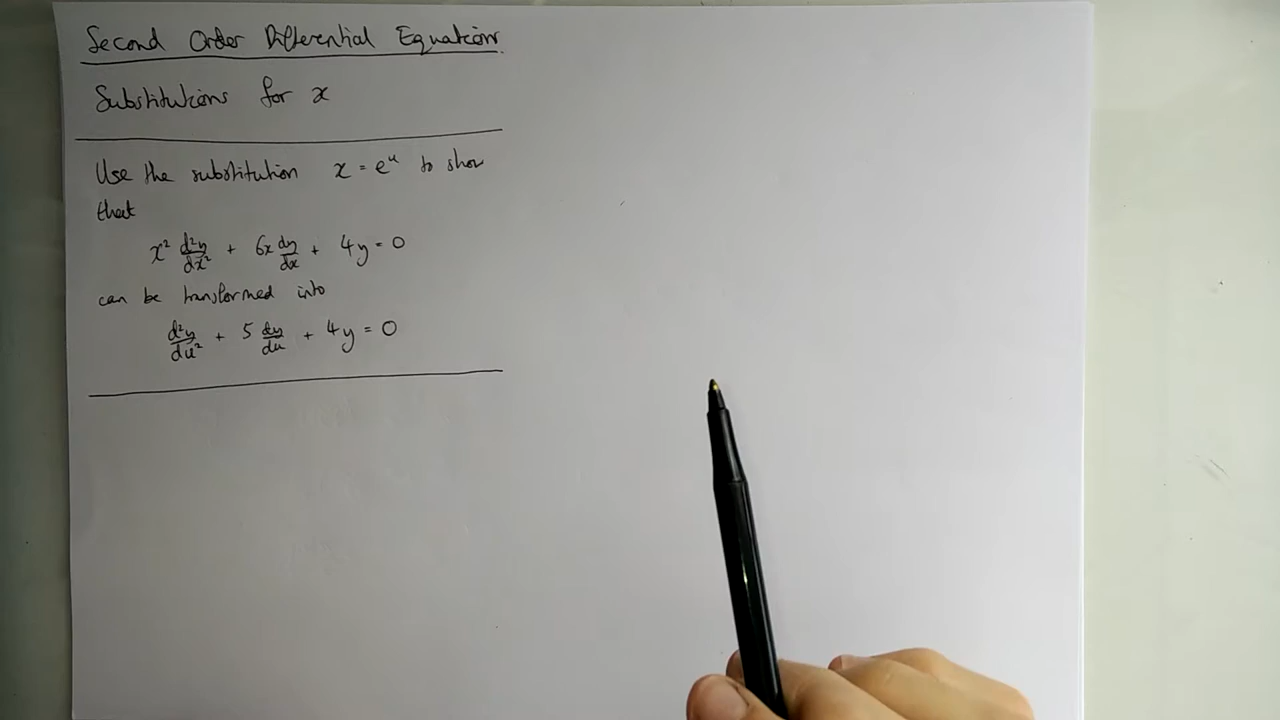 Second Order Differential Equations
Substitutions for x
Use the substitution x = eᵘ to show
that
x² d²y/dx² + 6x dy/dx + 4y = 0
can be transformed into
d²y/du² + 5 dy/du + 4y = 0